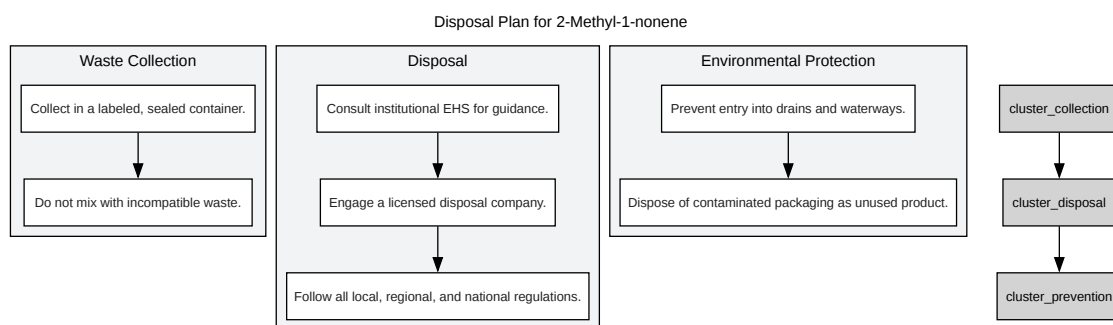 Disposal Plan for 2-Methyl-1-nonene
Waste Collection
Collect in a labeled, sealed container.
Do not mix with incompatible waste.
Disposal
Consult institutional EHS for guidance.
Engage a licensed disposal company.
Follow all local, regional, and national regulations.
Environmental Protection
Prevent entry into drains and waterways.
Dispose of contaminated packaging as unused product.
cluster_collection
cluster_disposal
cluster_prevention